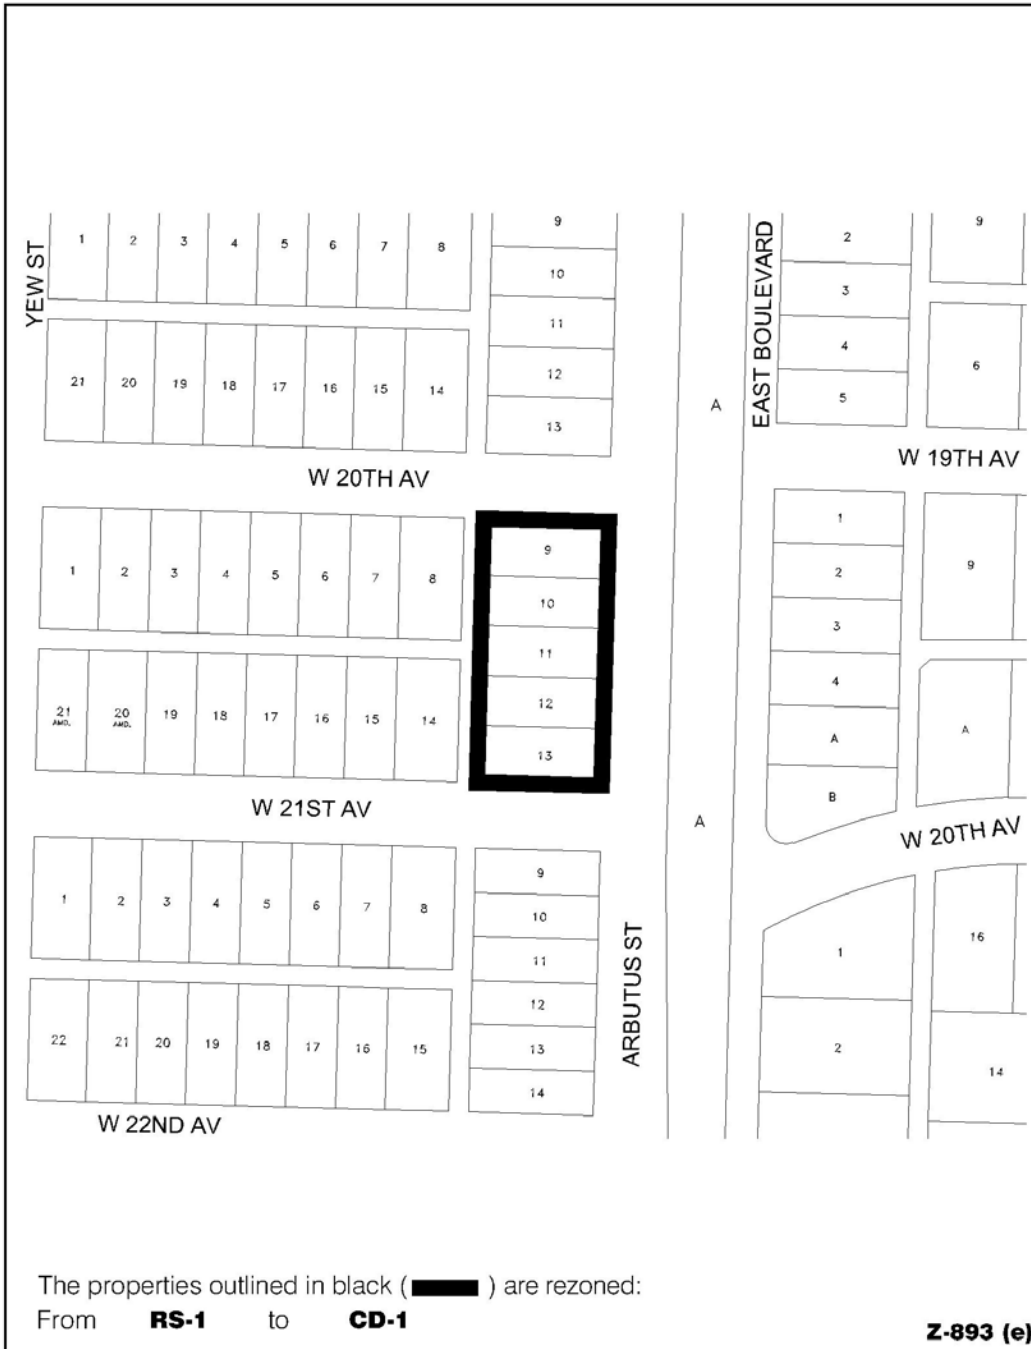 YEW ST
1 2 3 4 5 6 7 8
9
10
11
12
13
21 20 19 18 17 16 15 14
W 20TH AV
A
EAST BOULEVARD
2
3
4
5
9
6
W 19TH AV
1 2 3 4 5 6 7 8
9
10
11
12
13
21 AMD. 20 AMD. 19 18 17 16 15 14
W 21ST AV
1
2
3
4
A
B
9
A
A
W 20TH AV
1 2 3 4 5 6 7 8
9
10
11
12
13
14
22 21 20 19 18 17 16 15
W 22ND AV
ARBUTUS ST
1
2
16
14
The properties outlined in black ( ) are rezoned:
From RS-1 to CD-1
Z-893 (e)